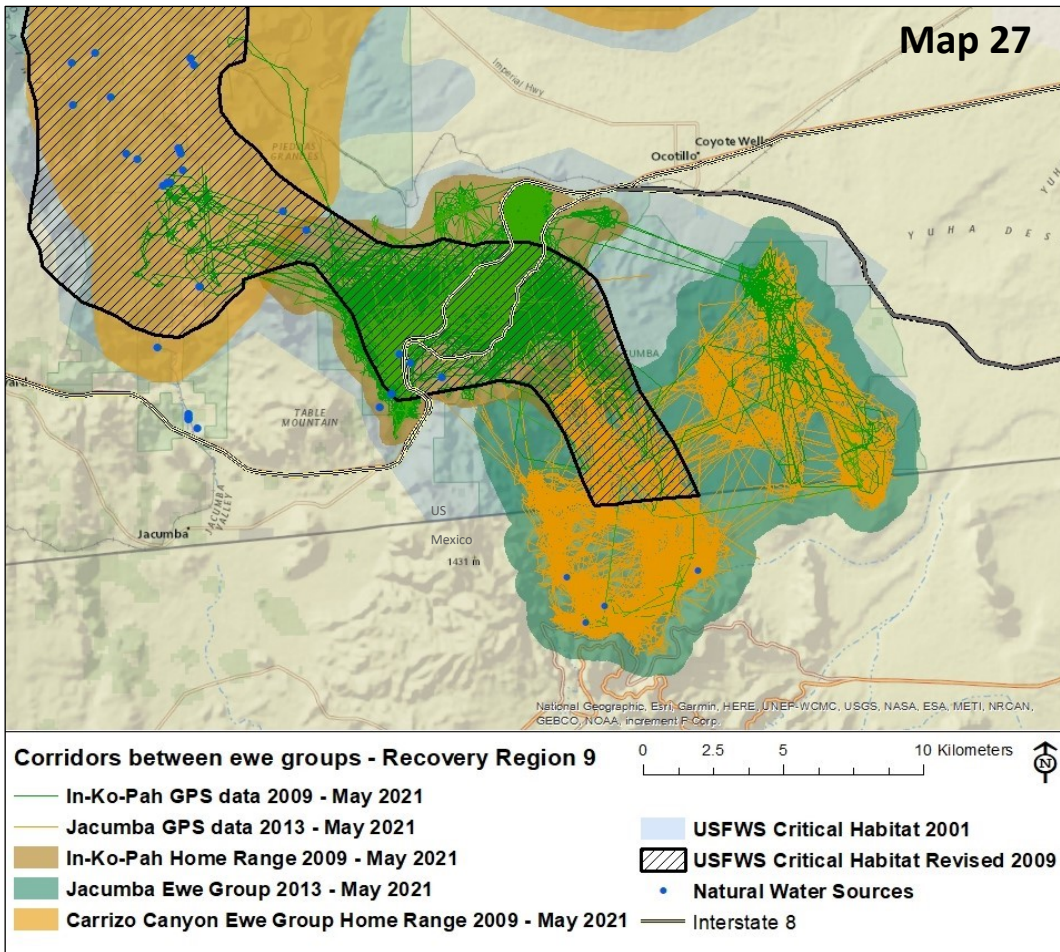 Map 27
Imperial Hwy
Coyote Well
Ocotillo
PIEDRAS
GRANDES
YUHA DES
TABLE
MOUNTAIN
JACUMBA
VALLEY
Jacumba
US
Mexico
1431 m
National Geographic, Esri, Garmin, HERE, UNEP-WCMC, USGS, NASA, ESA, METI, NRCAN,
GEBCO, NOAA, increment P Corp.
Corridors between ewe groups - Recovery Region 9
0 2.5 5 10 Kilometers
N
In-Ko-Pah GPS data 2009 - May 2021
Jacumba GPS data 2013 - May 2021
In-Ko-Pah Home Range 2009 - May 2021
Jacumba Ewe Group 2013 - May 2021
Carrizo Canyon Ewe Group Home Range 2009 - May 2021
USFWS Critical Habitat 2001
USFWS Critical Habitat Revised 2009
Natural Water Sources
Interstate 8